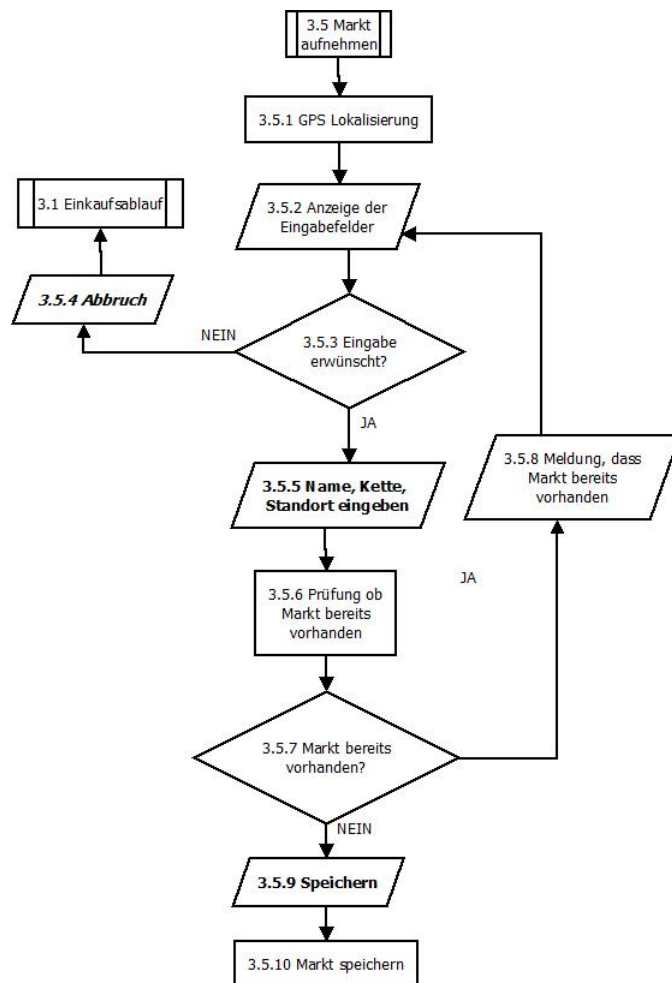 3.5 Markt
aufnehmen
3.5.1 GPS Lokalisierung
3.5.2 Anzeige der
Eingabefelder
3.1 Einkaufsablauf
3.5.4 Abbruch
NEIN
3.5.3 Eingabe
erwünscht?
JA
3.5.5 Name, Kette,
Standort eingeben
3.5.8 Meldung, dass
Markt bereits
vorhanden
3.5.6 Prüfung ob
Markt bereits
vorhanden
JA
3.5.7 Markt bereits
vorhanden?
NEIN
3.5.9 Speichern
3.5.10 Markt speichern